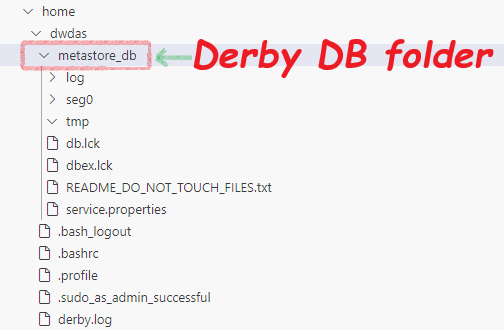 home
dwdas
metastore_db
Derby DB folder
log
seg0
tmp
db.lck
dbex.lck
README_DO_NOT_TOUCH_FILES.txt
service.properties
.bash_logout
.bashrc
.profile
.sudo_as_admin_successful
derby.log